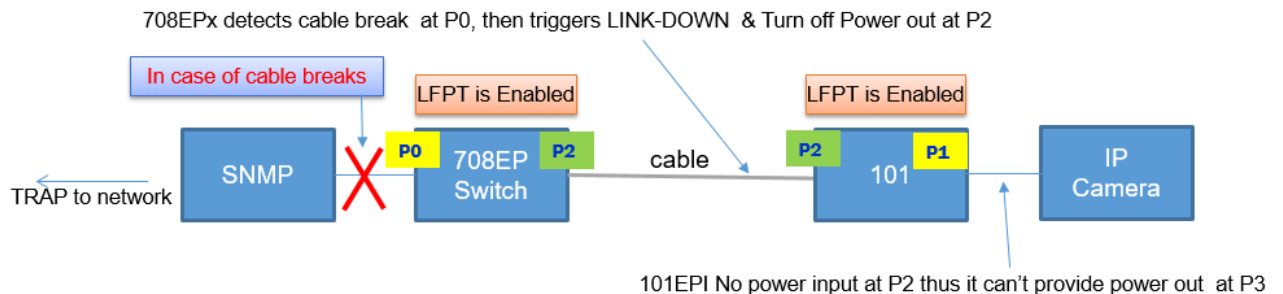 708EPx detects cable break at P0, then triggers LINK-DOWN & Turn off Power out at P2
In case of cable breaks
LFPT is Enabled
LFPT is Enabled
SNMP
P0
708EP
Switch
P2
cable
P2
101
P1
IP
Camera
TRAP to network
101EPI No power input at P2 thus it can't provide power out at P3